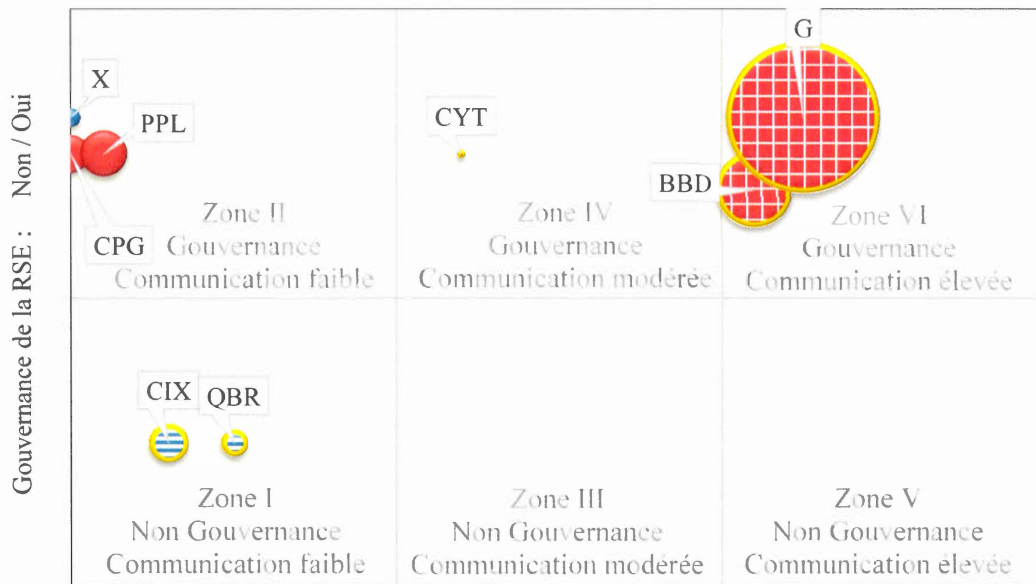 Gouvernance de la RSE : Non / Oui
X
PPL
CPG
Zone II
Gouvernance
Communication faible
CYT
Zone IV
Gouvernance
Communication modérée
G
BBD
Zone VI
Gouvernance
Communication élevée
CIX
QBR
Zone I
Non Gouvernance
Communication faible
Zone III
Non Gouvernance
Communication modérée
Zone V
Non Gouvernance
Communication élevée